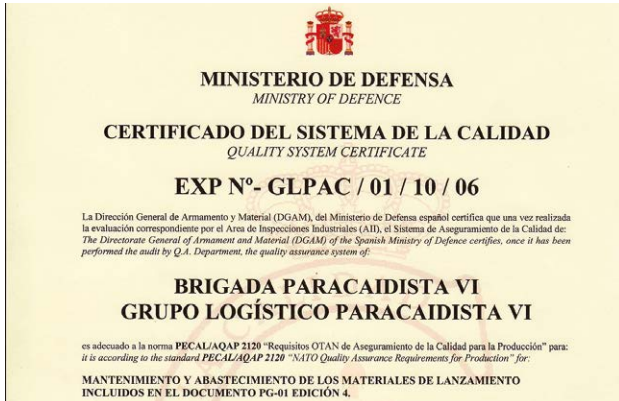 MINISTERIO DE DEFENSA
MINISTRY OF DEFENCE
CERTIFICADO DEL SISTEMA DE LA CALIDAD
QUALITY SYSTEM CERTIFICATE
EXP Nº- GLPAC / 01 / 10 / 06
La Dirección General de Armamento y Material (DGAM), del Ministerio de Defensa español certifica que una vez realizada
la evaluación correspondiente por el Area de Inspecciones Industriales (AII), el Sistema de Aseguramiento de la Calidad de:
The Directorate General of Armament and Material (DGAM) of the Spanish Ministry of Defence certifies, once it has been
performed the audit by Q.A. Department, the quality assurance system of:
BRIGADA PARACAIDISTA VI
GRUPO LOGÍSTICO PARACAIDISTA VI
es adecuado a la norma PECAL/AQAP 2120 "Requisitos OTAN de Aseguramiento de la Calidad para la Producción" para:
it is according to the standard PECAL/AQAP 2120 "NATO Quality Assurance Requirements for Production" for:
MANTENIMIENTO Y ABASTECIMIENTO DE LOS MATERIALES DE LANZAMIENTO
INCLUIDOS EN EL DOCUMENTO PG-01 EDICIÓN 4.